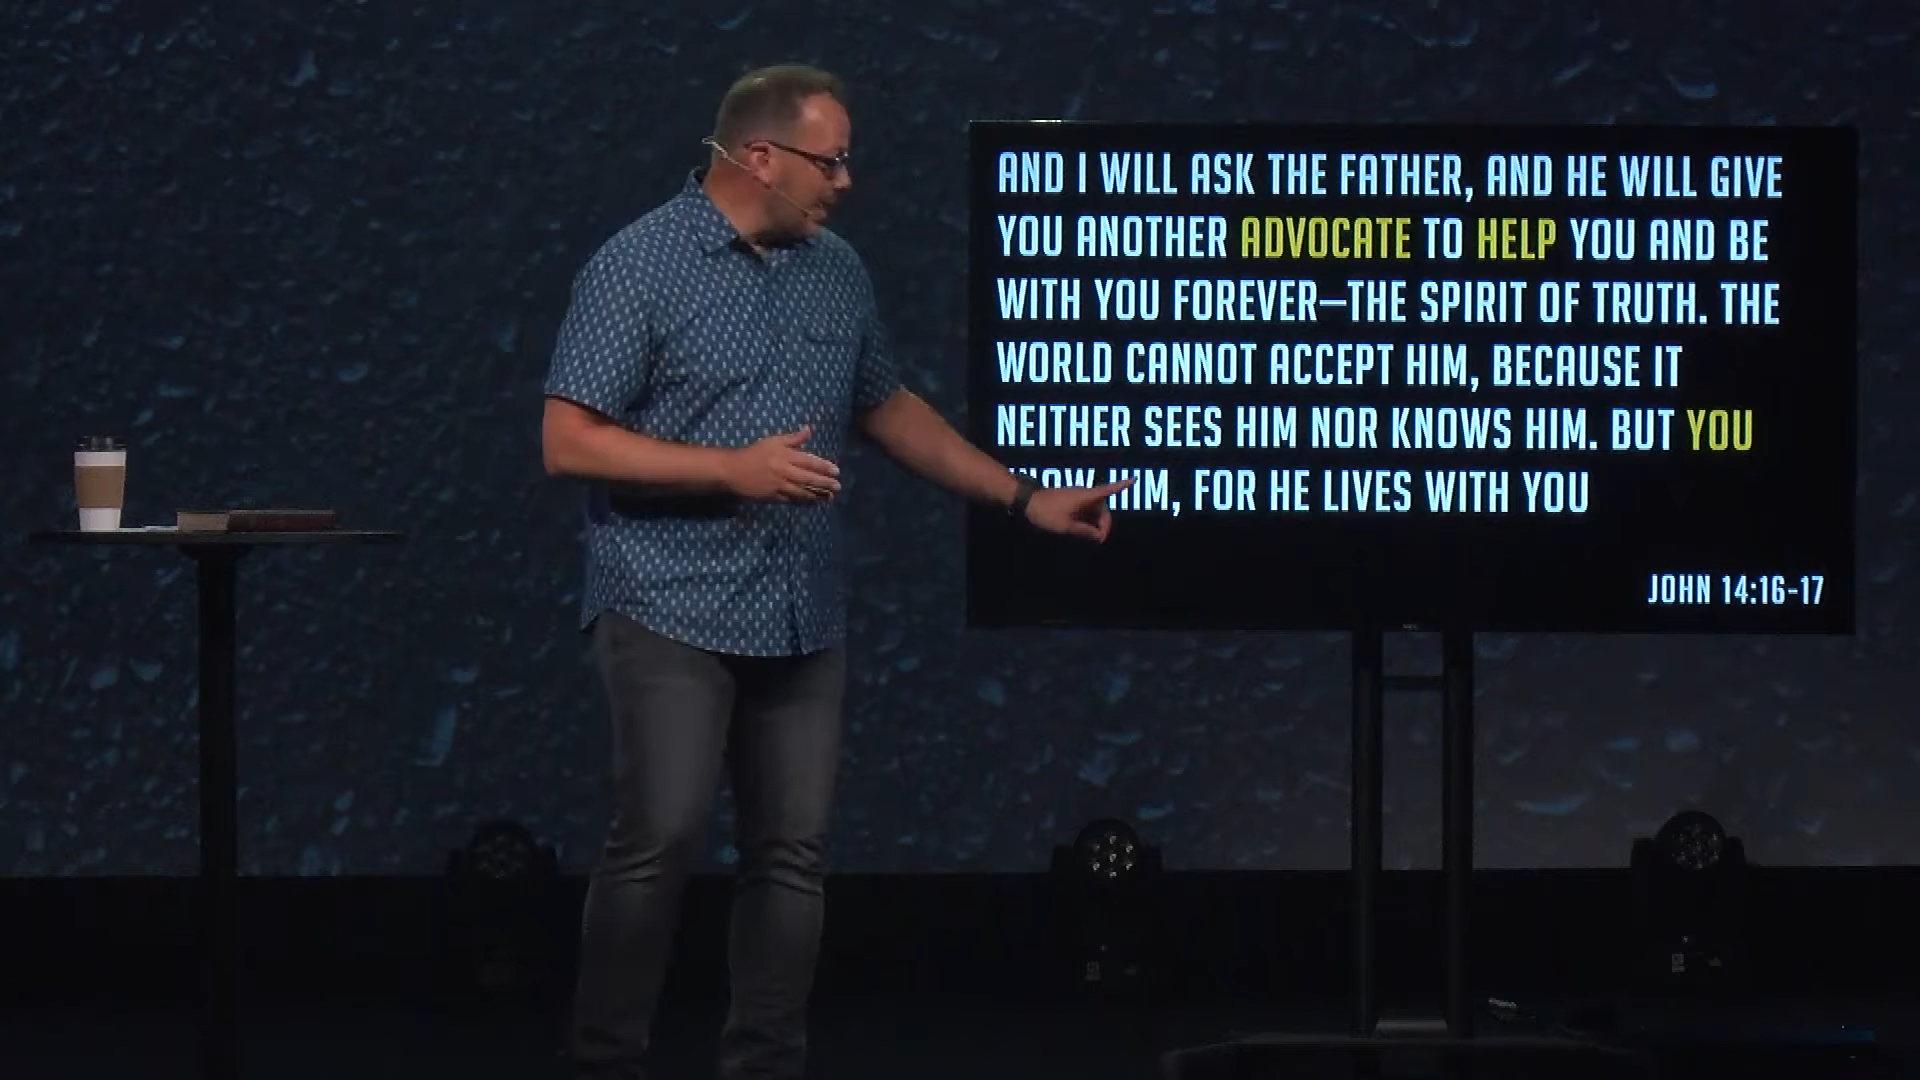 AND I WILL ASK THE FATHER, AND HE WILL GIVE
YOU ANOTHER ADVOCATE TO HELP YOU AND BE
WITH YOU FOREVER—THE SPIRIT OF TRUTH. THE
WORLD CANNOT ACCEPT HIM, BECAUSE IT
NEITHER SEES HIM NOR KNOWS HIM. BUT YOU
KNOW HIM, FOR HE LIVES WITH YOU
JOHN 14:16-17